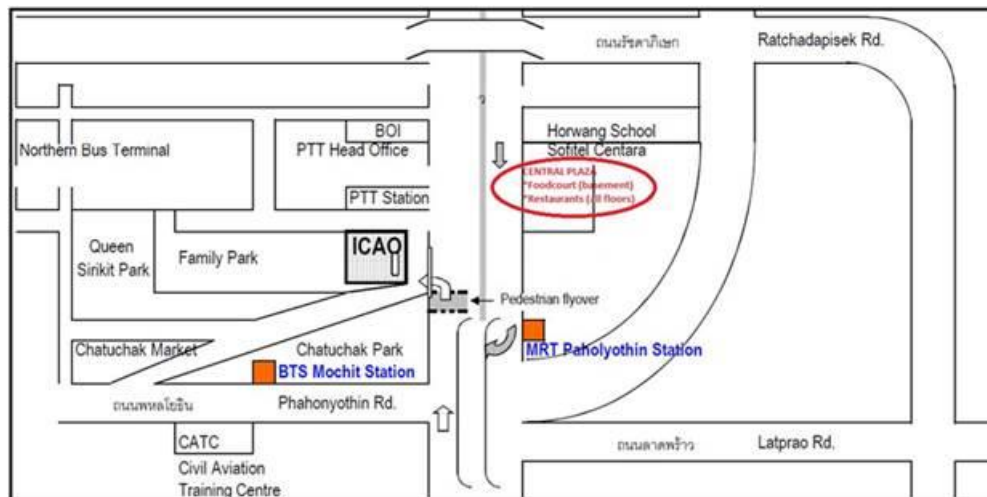 ถนนรัชดาภิเษก
Ratchadapisek Rd.
BOI
Horwang School
Northern Bus Terminal
PTT Head Office
Sofitel Centara
CENTRAL PLAZA
*Foodcourt (basement)
*Restaurants (all floors)
PTT Station
ICAO
Queen
Sirikit Park
Family Park
Pedestrian flyover
Chatuchak Market
Chatuchak Park
MRT Paholyothin Station
BTS Mochit Station
ถนนพหลโยธิน
Phahonyothin Rd.
CATC
ถนนลาดพร้าว
Latprao Rd.
Civil Aviation
Training Centre